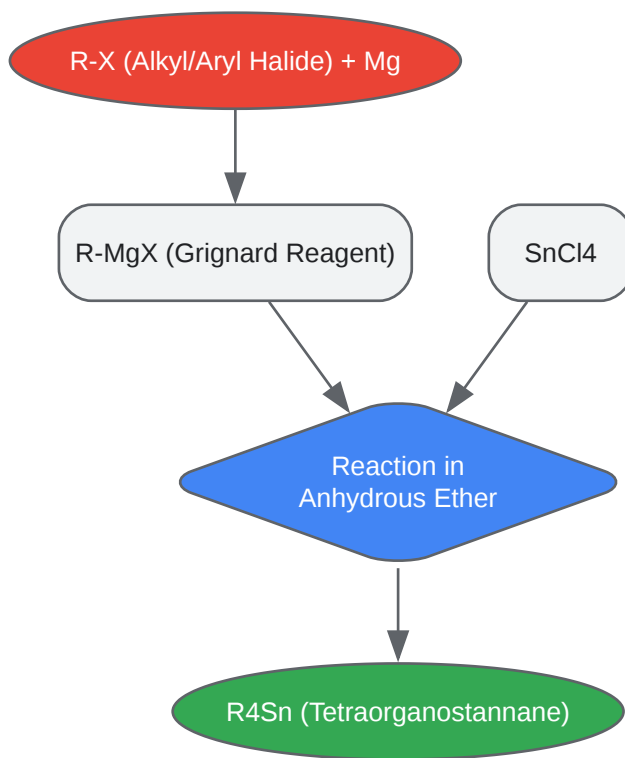 R-X (Alkyl/Aryl Halide) + Mg
R-MgX (Grignard Reagent)
SnCl4
Reaction in
Anhydrous Ether
R4Sn (Tetraorganostannane)